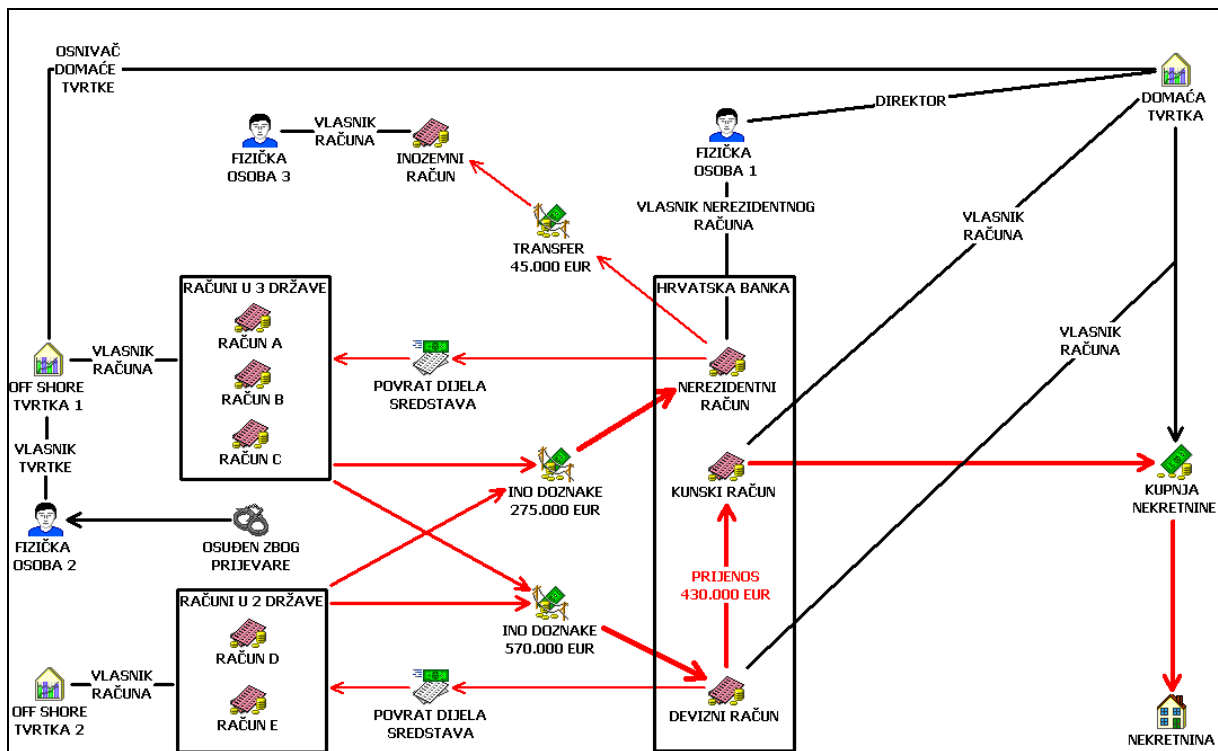 OSNIVAČ
DOMAĆE
TVRTKE
DIREKTOR
DOMAĆA
TVRTKA
VLASNIK
RAČUNA
FIZIČKA
OSOBA 3
INOZEMNI
RAČUN
FIZIČKA
OSOBA 1
VLASNIK NEREZIDENTNOG
RAČUNA
VLASNIK
RAČUNA
TRANSFER
45.000 EUR
RAČUNI U 3 DRŽAVE
HRVATSKA BANKA
RAČUN A
VLASNIK
RAČUNA
VLASNIK
RAČUNA
OFF SHORE
TVRTKA 1
RAČUN B
POVRAT DIJELA
SREDSTAVA
NEREZIDENTNI
RAČUN
VLASNIK
TVRTKE
RAČUN C
INO DOZNAKE
275.000 EUR
KUNSKI RAČUN
KUPNJA
NEKRETNINE
FIZIČKA
OSOBA 2
OSUĐEN ZBOG
PRIJEVARE
PRIJENOS
430.000 EUR
RAČUNI U 2 DRŽAVE
INO DOZNAKE
570.000 EUR
RAČUN D
VLASNIK
RAČUNA
OFF SHORE
TVRTKA 2
RAČUN E
POVRAT DIJELA
SREDSTAVA
DEVIZNI RAČUN
NEKRETNINA